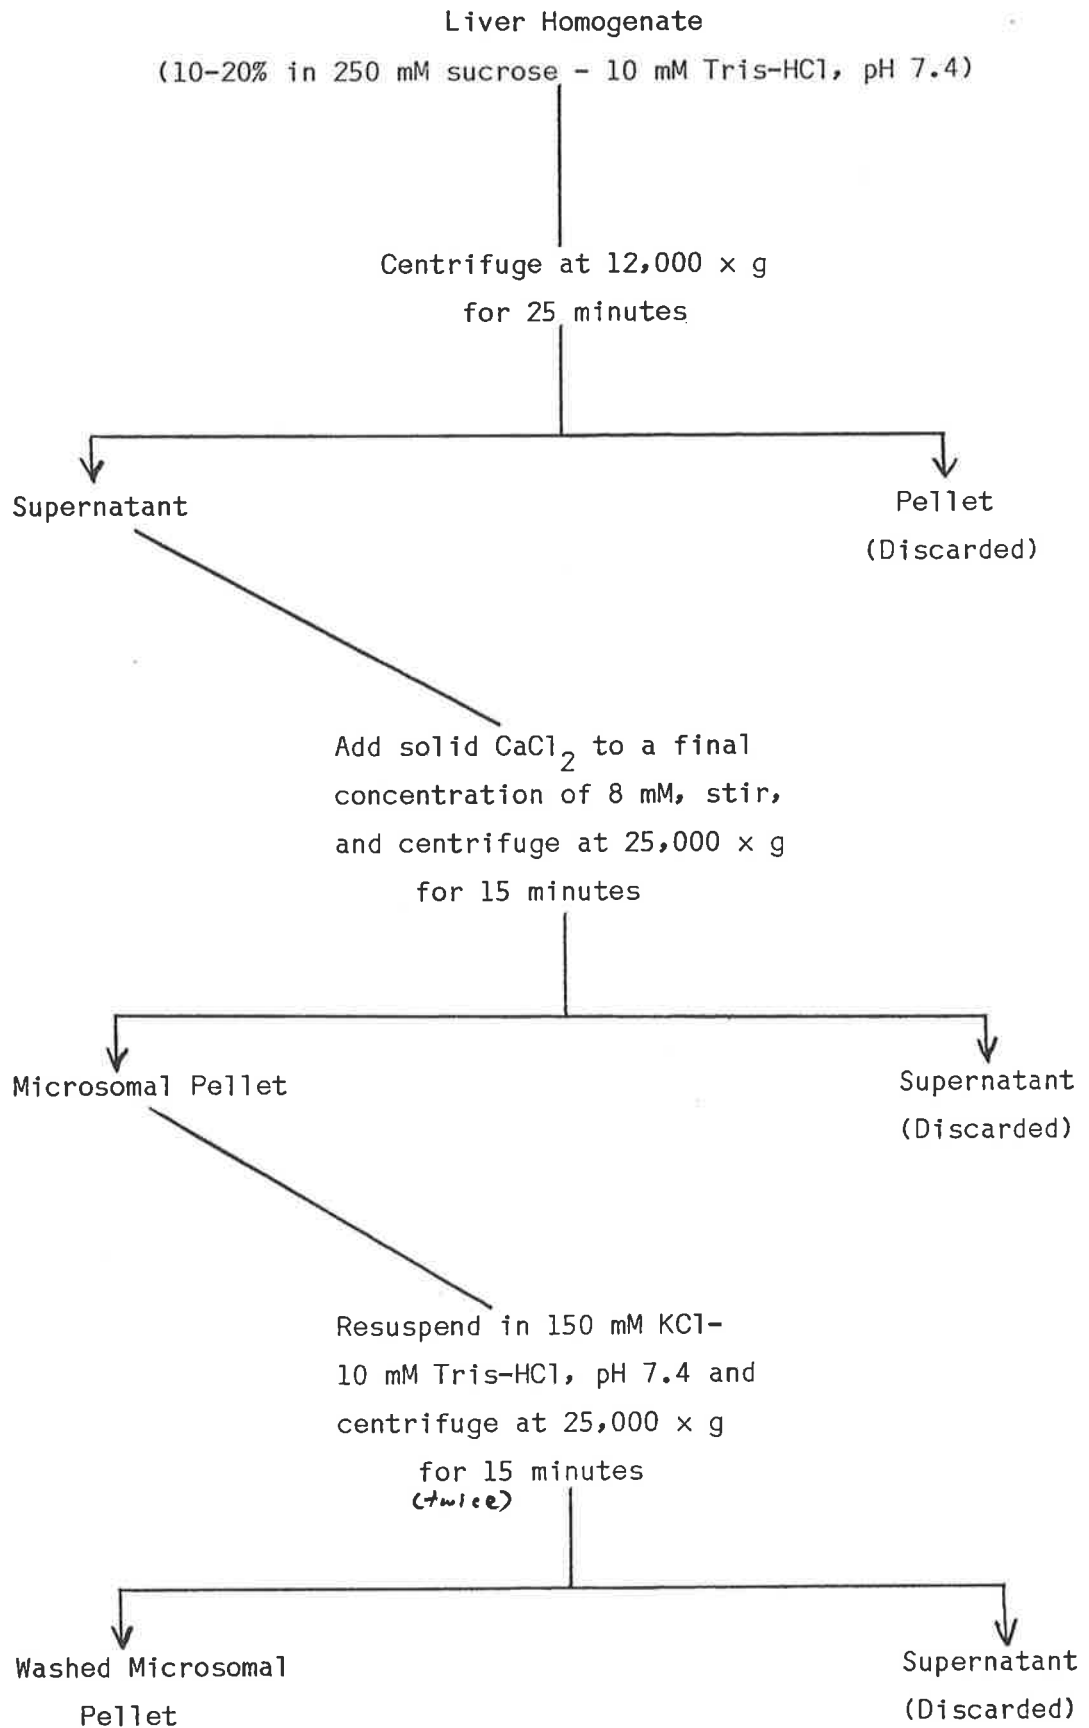 Liver Homogenate
(10-20% in 250 mM sucrose - 10 mM Tris-HCl, pH 7.4)
Centrifuge at 12,000 × g
for 25 minutes
Supernatant
Pellet
(Discarded)
Add solid CaCl₂ to a final
concentration of 8 mM, stir,
and centrifuge at 25,000 × g
for 15 minutes
Microsomal Pellet
Supernatant
(Discarded)
Resuspend in 150 mM KCl-
10 mM Tris-HCl, pH 7.4 and
centrifuge at 25,000 × g
for 15 minutes
(twice)
Washed Microsomal
Pellet
Supernatant
(Discarded)